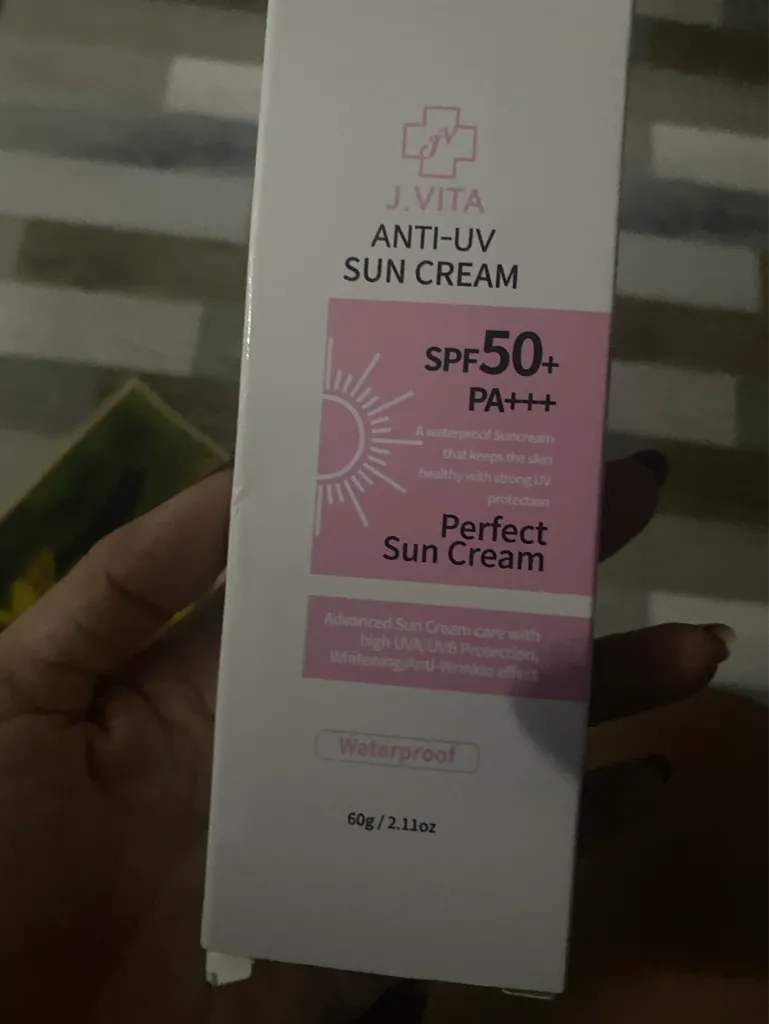 JV
J.VITA
ANTI-UV
SUN CREAM
SPF50+
PA+++
A waterproof Suncream
that keeps the skin
healthy with strong UV
protection
Perfect
Sun Cream
Advanced Sun Cream care with
high UVA/UVB Protection,
Whitening,Anti-Wrinkle effect
Waterproof
60g / 2.11oz